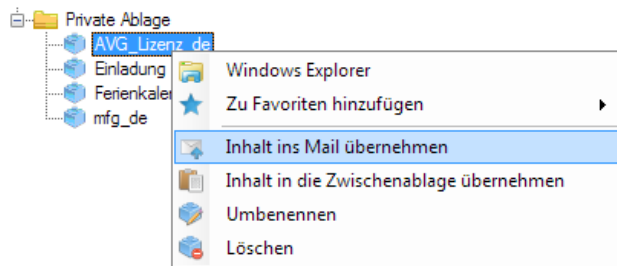 Private Ablage
AVG_Lizenz_de
Einladung
Windows Explorer
Zu Favoriten hinzufügen
mfg_de
Inhalt ins Mail übernehmen
Inhalt in die Zwischenablage übernehmen
Umbenennen
Löschen